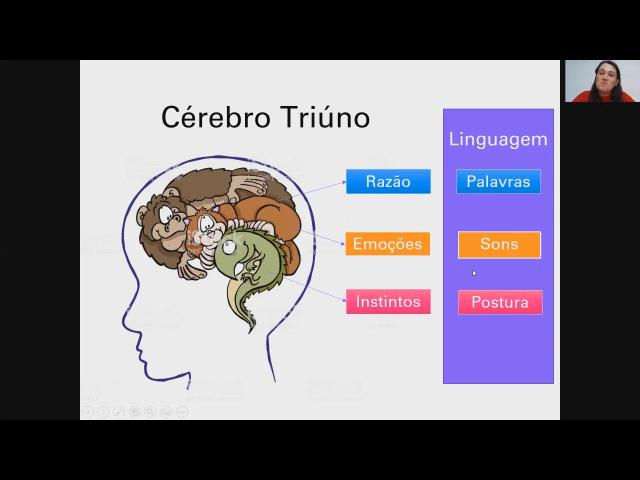 Cérebro Triúno
Linguagem
Razão
Palavras
Emoções
Sons
Instintos
Postura